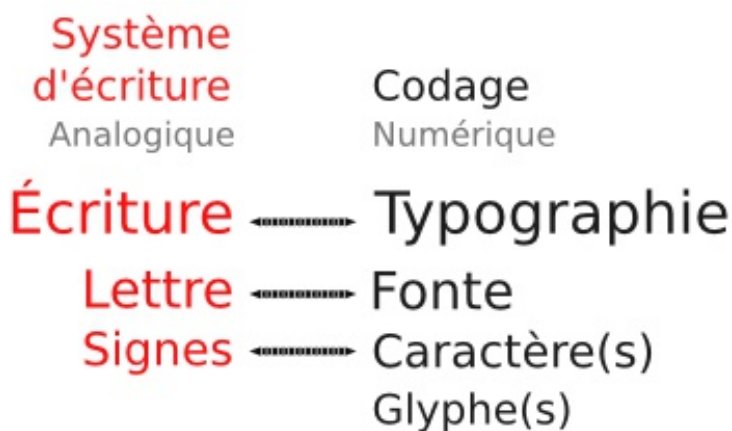 Système
d'écriture Codage
Analogique Numérique
Écriture Typographie
Lettre Fonte
Signes Caractère(s)
Glyphe(s)